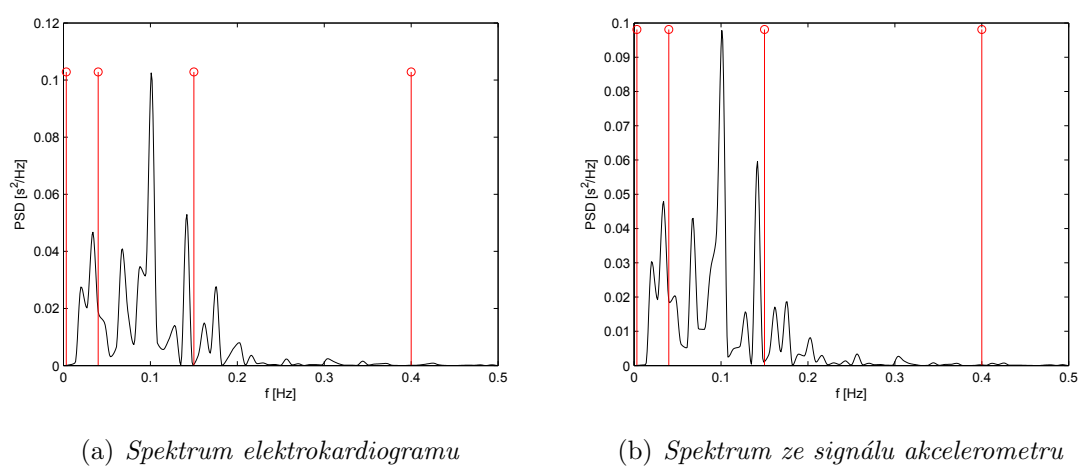 0.12
0.1
0.08
0.06
0.04
0.02
0
PSD [s²/Hz]
0 0.1 0.2 0.3 0.4 0.5
f [Hz]
(a) Spektrum elektrokardiogramu
0.1
0.09
0.08
0.07
0.06
0.05
0.04
0.03
0.02
0.01
0
PSD [s²/Hz]
0 0.1 0.2 0.3 0.4 0.5
f [Hz]
(b) Spektrum ze signálu akcelerometru